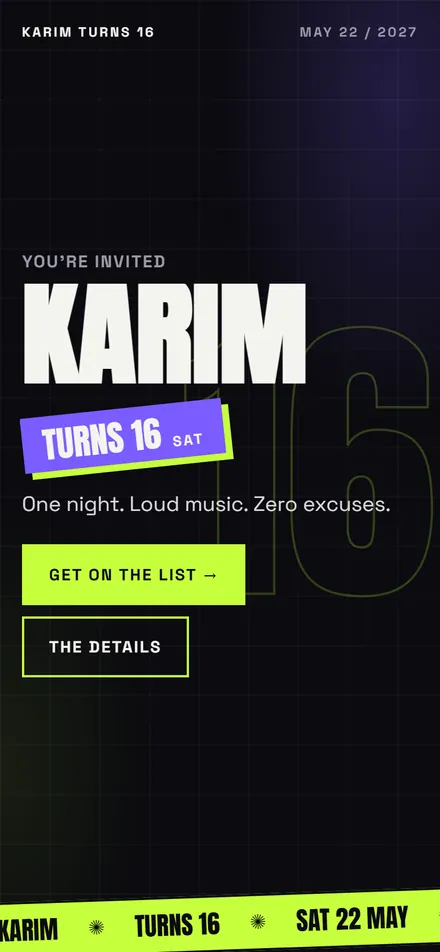 KARIM TURNS 16
MAY 22 / 2027
YOU'RE INVITED
KARIM
16
TURNS 16 SAT
One night. Loud music. Zero excuses.
GET ON THE LIST →
THE DETAILS
KARIM ✺ TURNS 16 ✺ SAT 22 MAY